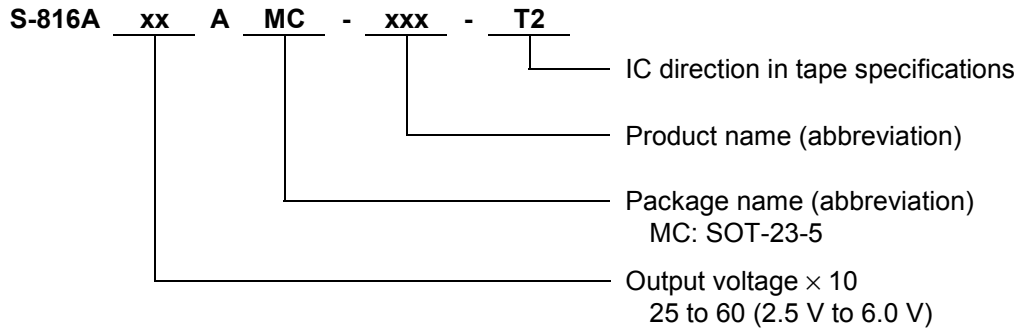 S-816A xx A MC - xxx - T2
IC direction in tape specifications
Product name (abbreviation)
Package name (abbreviation)
MC: SOT-23-5
Output voltage × 10
25 to 60 (2.5 V to 6.0 V)